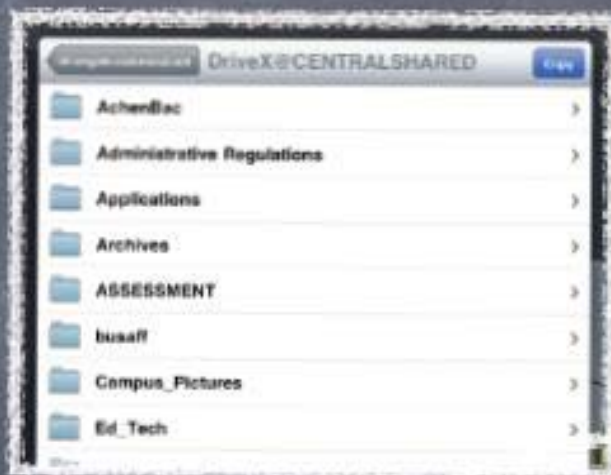 DriveX@CENTRALSHARED
Copy
AchenBac
Administrative Regulations
Applications
Archives
ASSESSMENT
busaff
Campus_Pictures
Ed_Tech